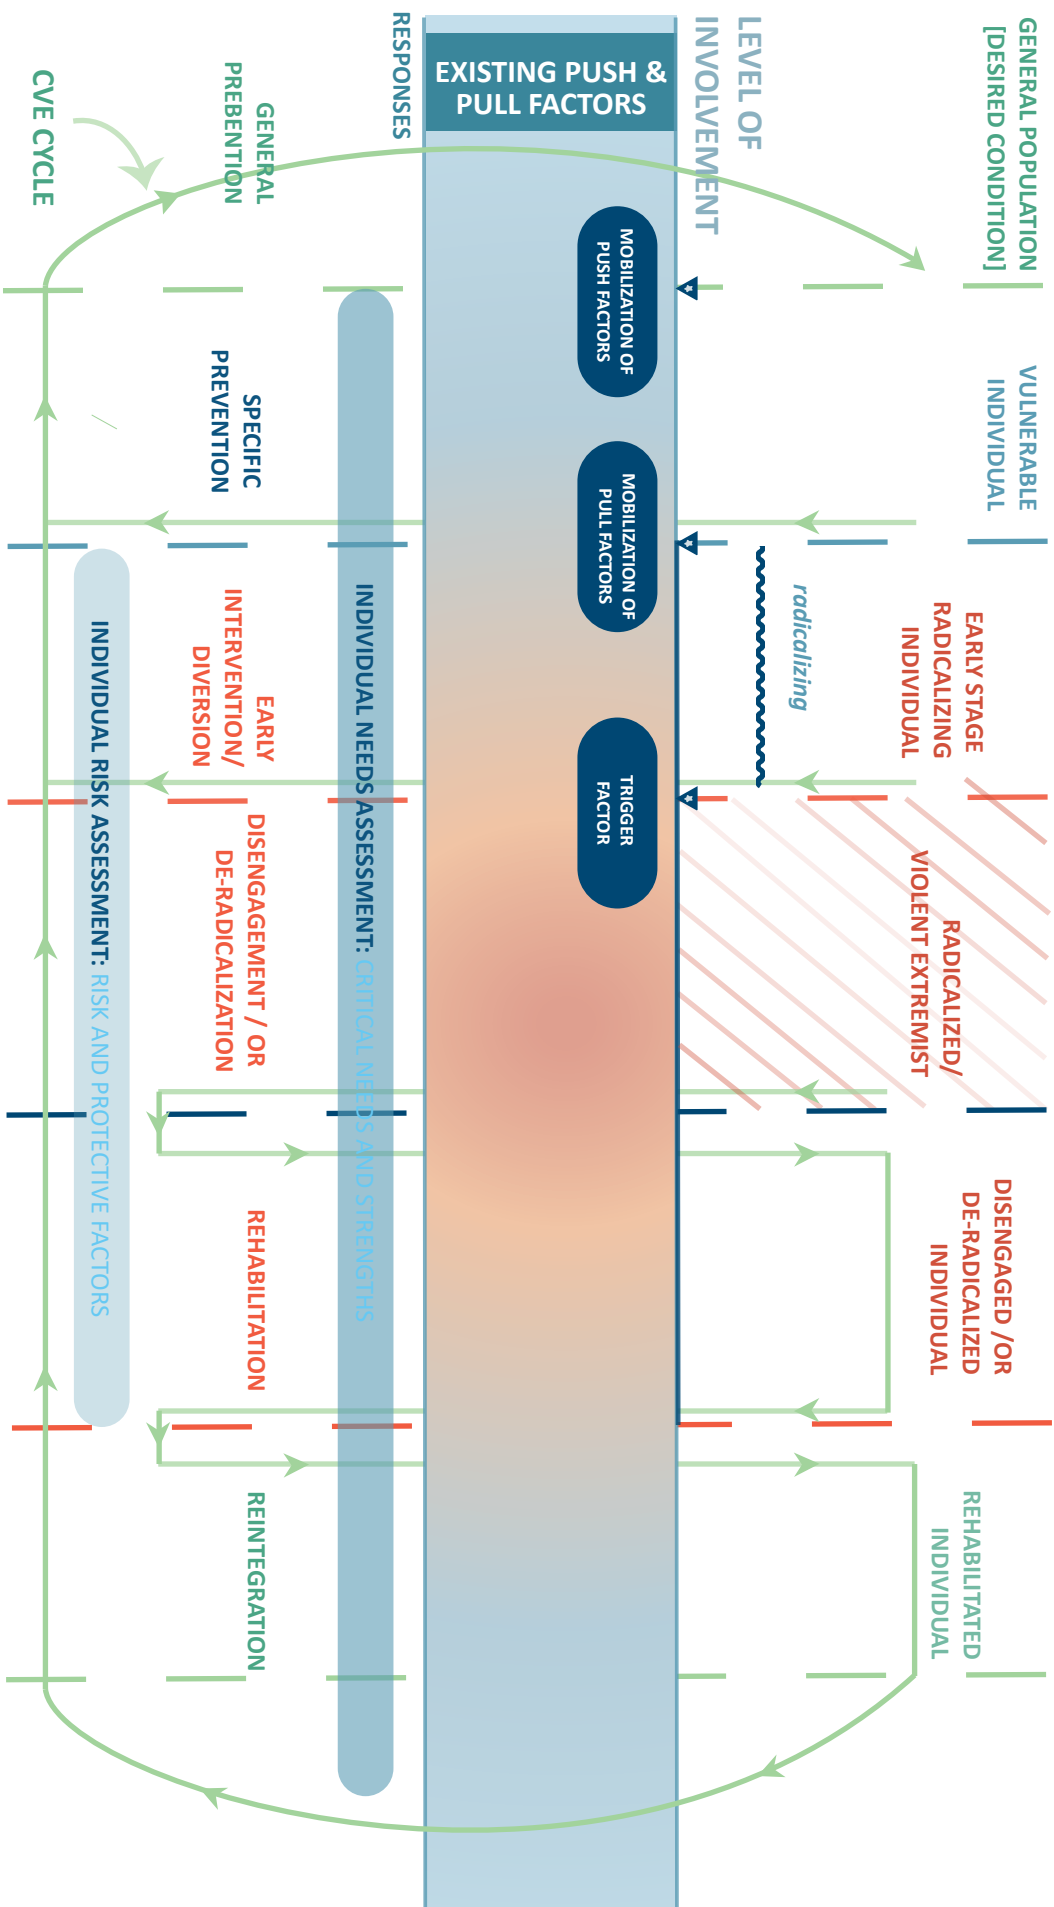 GENERAL POPULATION
[DESIRED CONDITION]
VULNERABLE
INDIVIDUAL
EARLY STAGE
RADICALIZING
INDIVIDUAL
RADICALIZED/
VIOLENT EXTREMIST
DISENGAGED /OR
DE-RADICALIZED
INDIVIDUAL
REHABILITATED
INDIVIDUAL
LEVEL OF
INVOLVEMENT
radicalizing
EXISTING PUSH &
PULL FACTORS
MOBILIZATION OF
PUSH FACTORS
MOBILIZATION OF
PULL FACTORS
TRIGGER
FACTOR
RESPONSES
INDIVIDUAL NEEDS ASSESSMENT: CRITICAL NEEDS AND STRENGTHS
GENERAL
PREBENTION
SPECIFIC
PREVENTION
EARLY
INTERVENTION/
DIVERSION
DISENGAGEMENT / OR
DE-RADICALIZATION
REHABILITATION
REINTEGRATION
INDIVIDUAL RISK ASSESSMENT: RISK AND PROTECTIVE FACTORS
CVE CYCLE